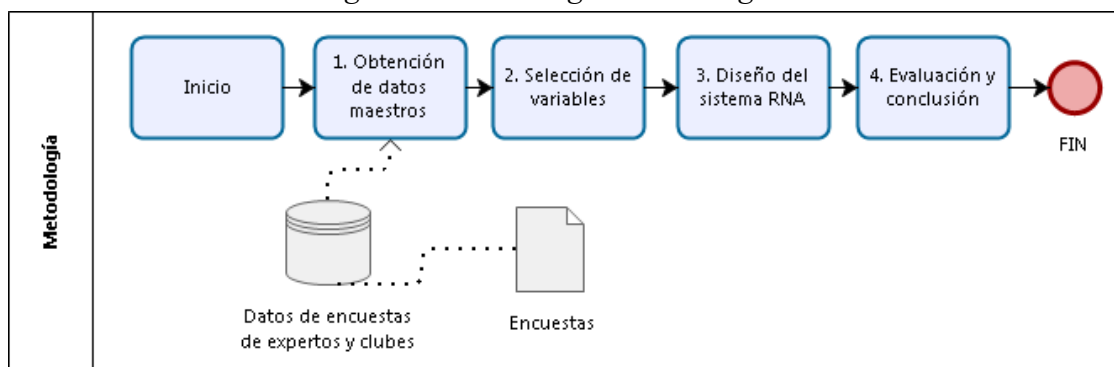 Metodología
Inicio
1. Obtención
de datos
maestros
2. Selección de
variables
3. Diseño del
sistema RNA
4. Evaluación y
conclusión
FIN
Datos de encuestas
de expertos y clubes
Encuestas